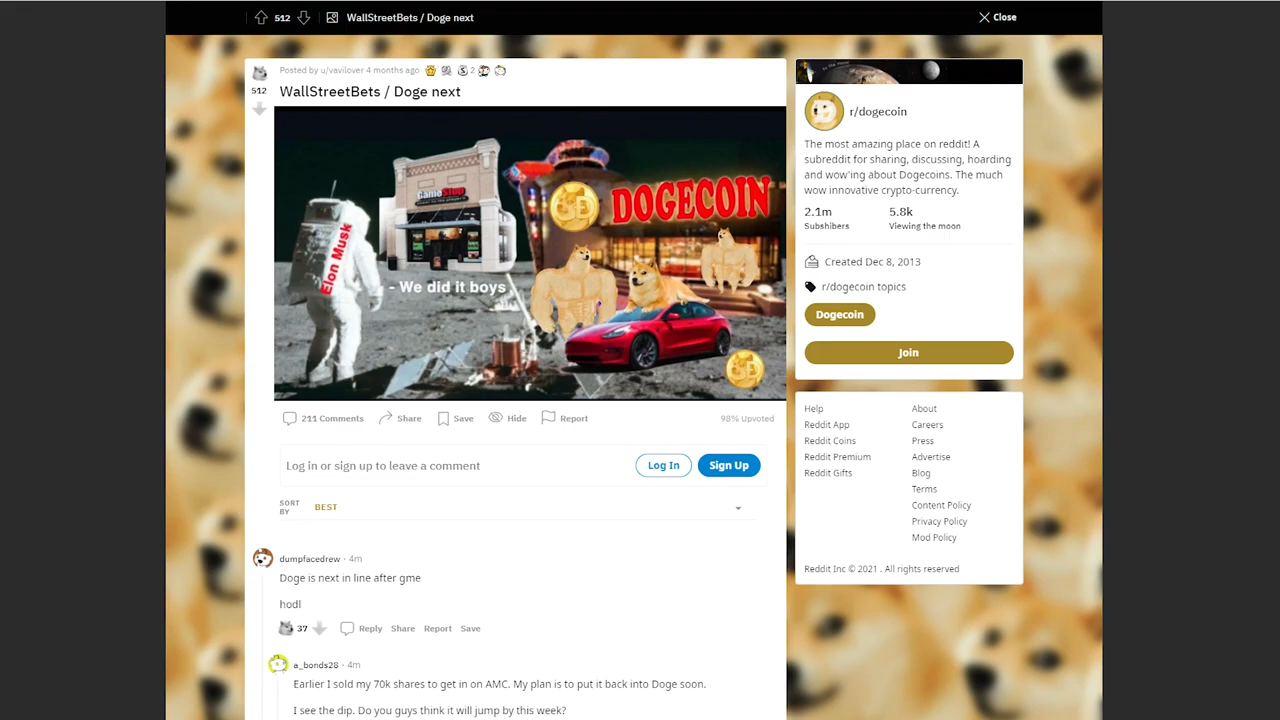 512
WallStreetBets / Doge next
Close
Posted by u/vavilover 4 months ago
2
512
WallStreetBets / Doge next
GameStop
DOGECOIN
Elon Musk
- We did it boys
211 Comments
Share
Save
Hide
Report
98% Upvoted
Log in or sign up to leave a comment
Log In
Sign Up
SORT
BY
BEST
dumpfacedrew · 4m
Doge is next in line after gme
hodl
37
Reply
Share
Report
Save
a_bonds28 · 4m
Earlier I sold my 70k shares to get in on AMC. My plan is to put it back into Doge soon.
I see the dip. Do you guys think it will jump by this week?
r/dogecoin
The most amazing place on reddit! A
subreddit for sharing, discussing, hoarding
and wow'ing about Dogecoins. The much
wow innovative crypto-currency.
2.1m
5.8k
Subshibers
Viewing the moon
Created Dec 8, 2013
r/dogecoin topics
Dogecoin
Join
Help
About
Reddit App
Careers
Reddit Coins
Press
Reddit Premium
Advertise
Reddit Gifts
Blog
Terms
Content Policy
Privacy Policy
Mod Policy
Reddit Inc © 2021 . All rights reserved